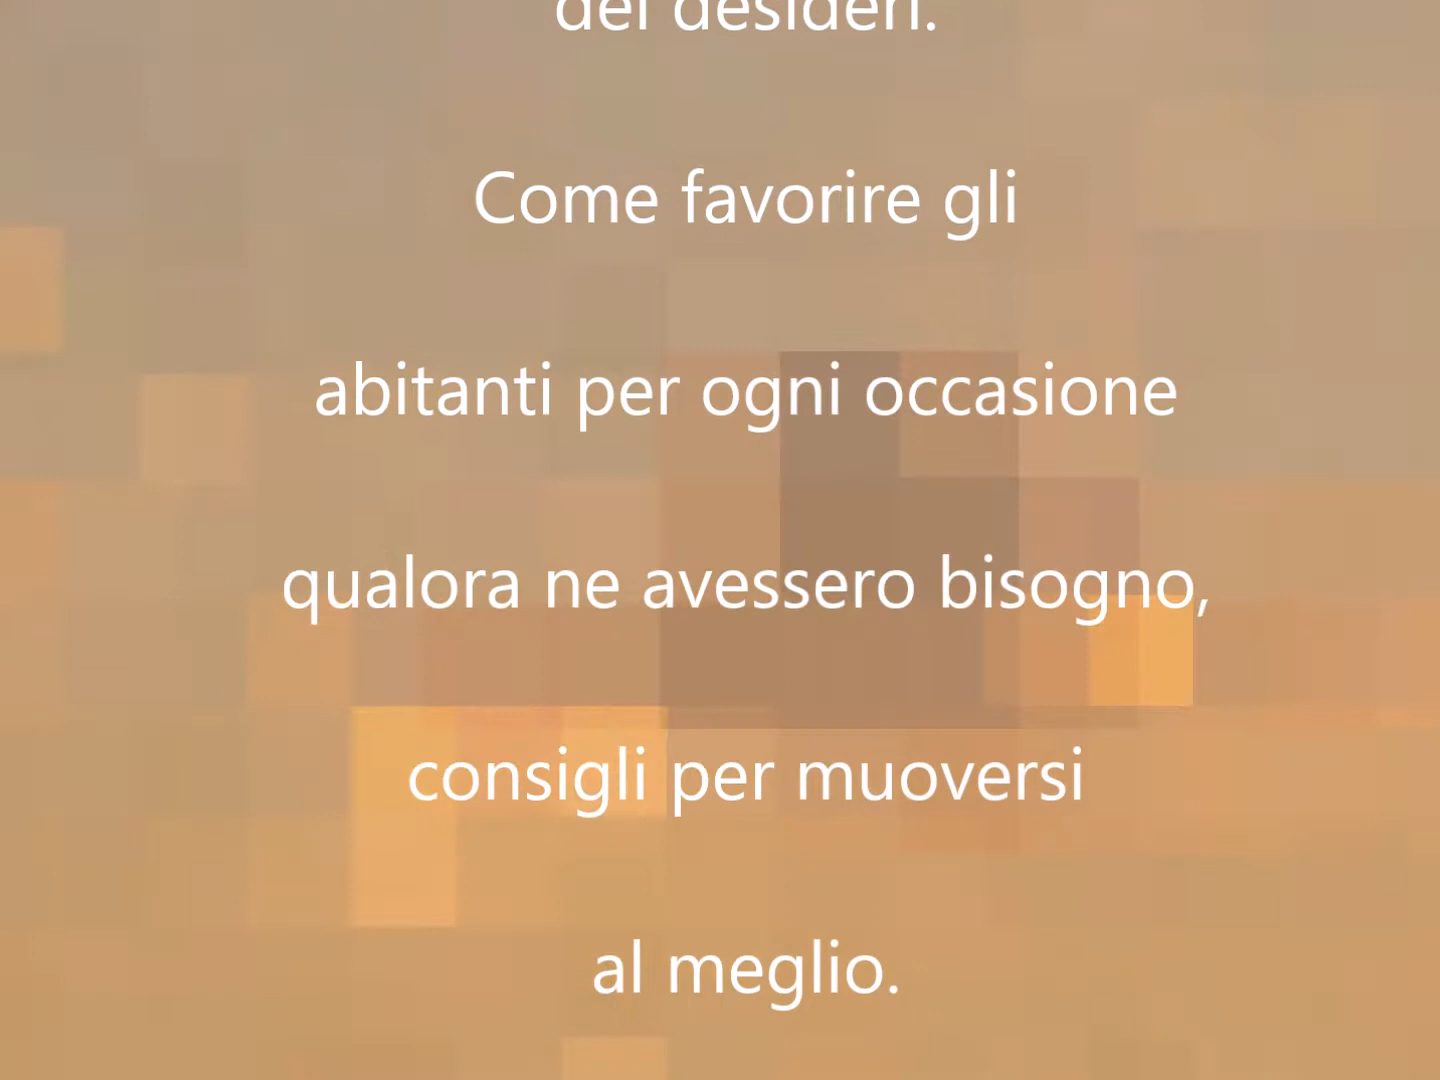 dei desideri.
Come favorire gli
abitanti per ogni occasione
qualora ne avessero bisogno,
consigli per muoversi
al meglio.